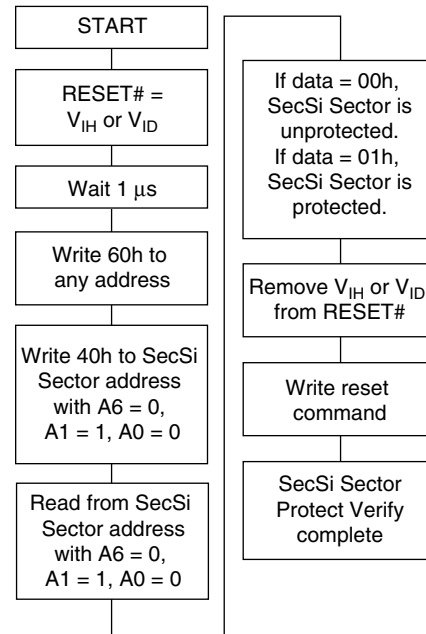 START
RESET# =
VIH or VID
Wait 1 μs
Write 60h to
any address
Write 40h to SecSi
Sector address
with A6 = 0,
A1 = 1, A0 = 0
Read from SecSi
Sector address
with A6 = 0,
A1 = 1, A0 = 0
If data = 00h,
SecSi Sector is
unprotected.
If data = 01h,
SecSi Sector is
protected.
Remove VIH or VID
from RESET#
Write reset
command
SecSi Sector
Protect Verify
complete